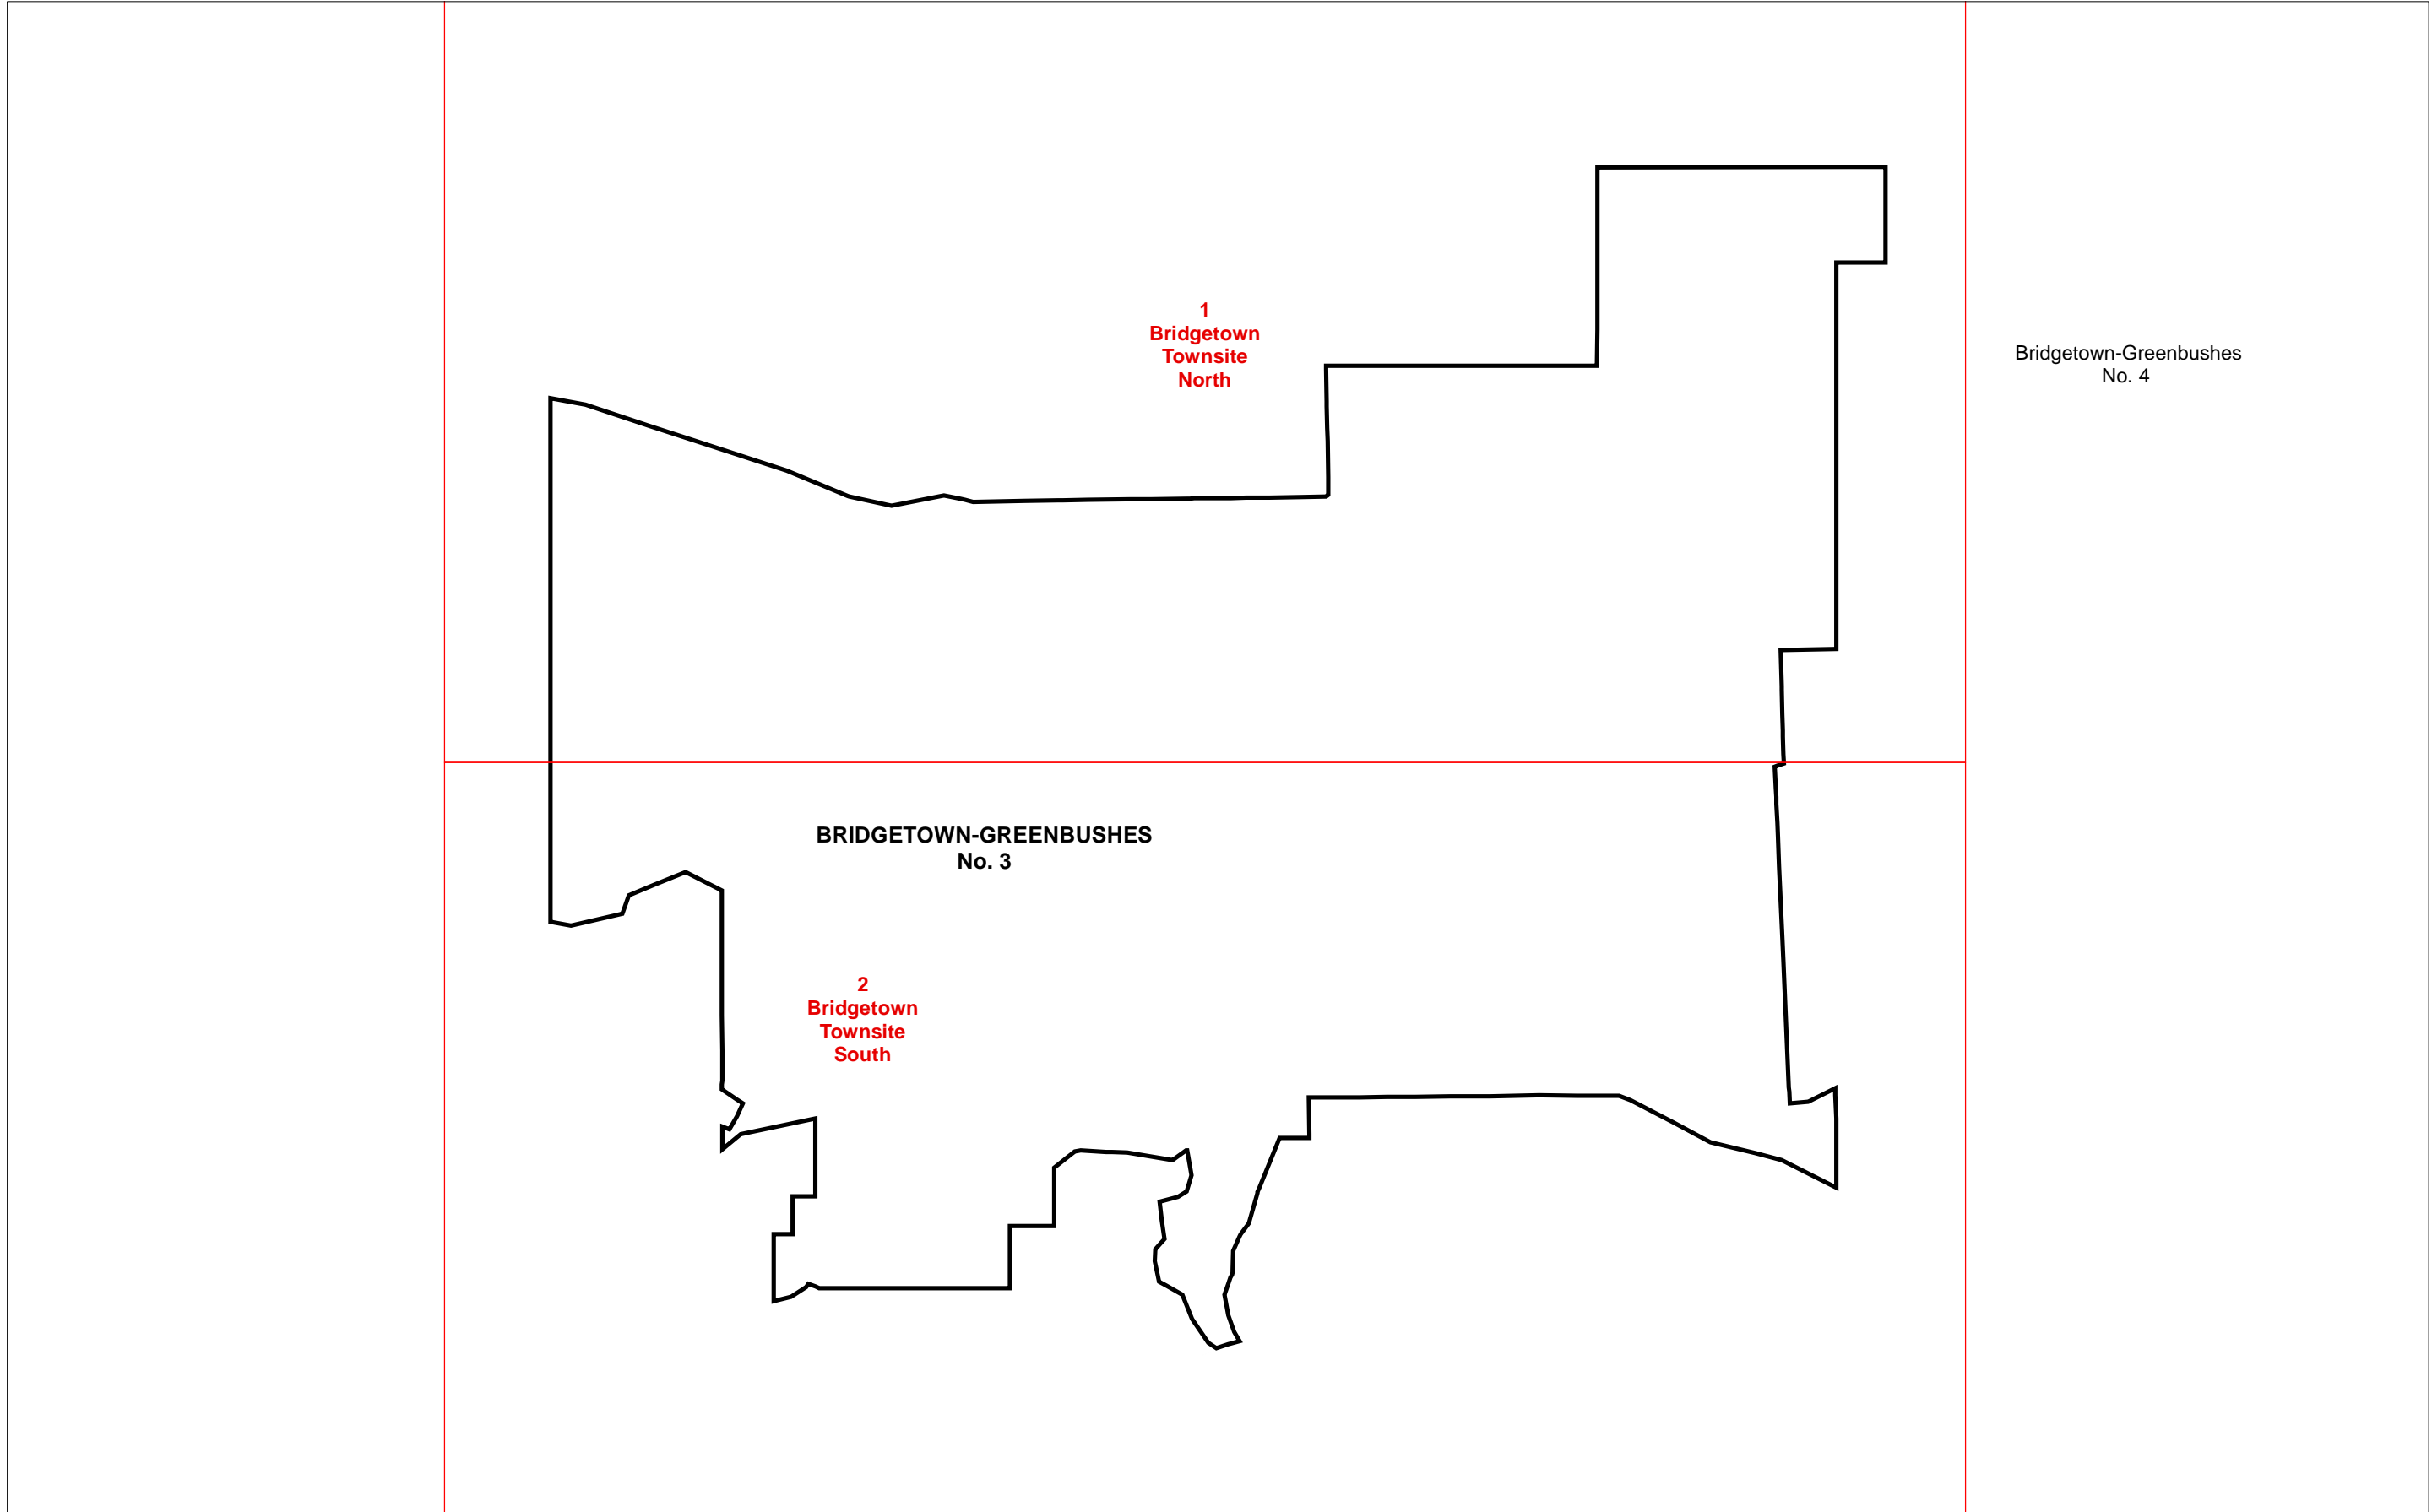 1
Bridgetown
Townsite
North
Bridgetown-Greenbushes
No. 4
BRIDGETOWN-GREENBUSHES
No. 3
2
Bridgetown
Townsite
South